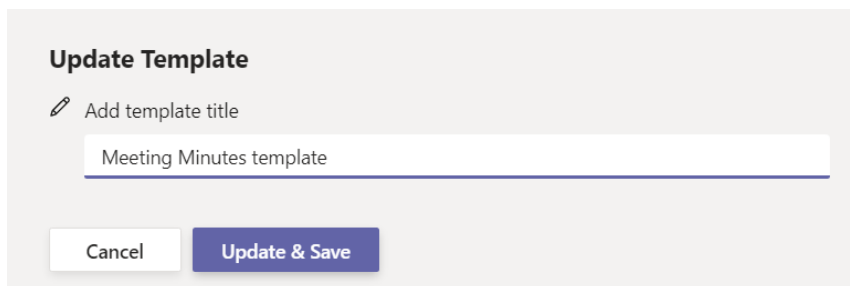 Update Template
Add template title
Meeting Minutes template
Cancel
Update & Save